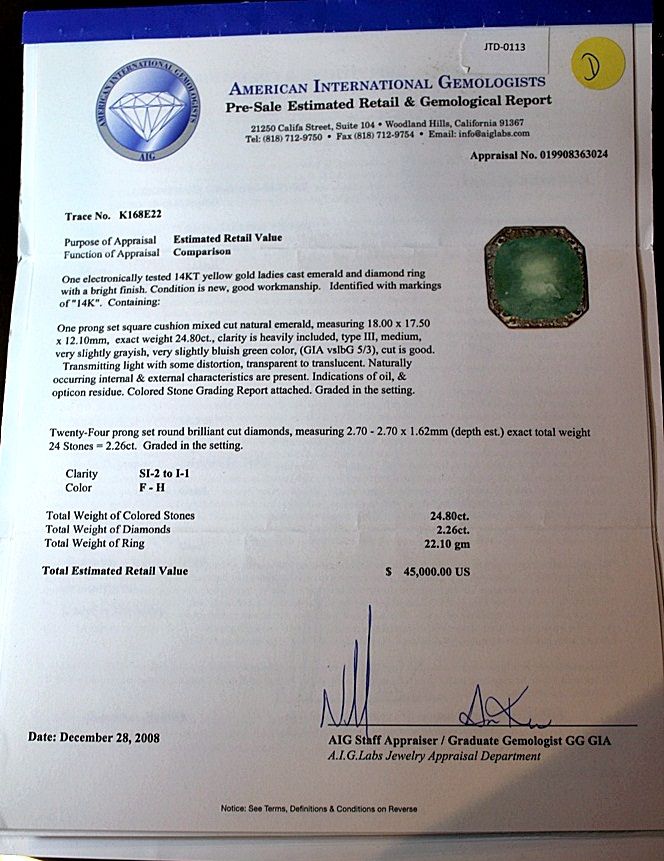 JTD-0113
D
AMERICAN INTERNATIONAL GEMOLOGISTS
AIG
AMERICAN INTERNATIONAL GEMOLOGISTS
Pre-Sale Estimated Retail & Gemological Report
21250 Califa Street, Suite 104 • Woodland Hills, California 91367
Tel: (818) 712-9750 • Fax (818) 712-9754 • Email: info@aiglabs.com
Appraisal No. 019908363024
Trace No. K168E22
Purpose of Appraisal Estimated Retail Value
Function of Appraisal Comparison
One electronically tested 14KT yellow gold ladies cast emerald and diamond ring
with a bright finish. Condition is new, good workmanship. Identified with markings
of "14K". Containing:
One prong set square cushion mixed cut natural emerald, measuring 18.00 x 17.50
x 12.10mm, exact weight 24.80ct., clarity is heavily included, type III, medium,
very slightly grayish, very slightly bluish green color, (GIA vslbG 5/3), cut is good.
Transmitting light with some distortion, transparent to translucent. Naturally
occurring internal & external characteristics are present. Indications of oil, &
opticon residue. Colored Stone Grading Report attached. Graded in the setting.
Twenty-Four prong set round brilliant cut diamonds, measuring 2.70 - 2.70 x 1.62mm (depth est.) exact total weight
24 Stones = 2.26ct. Graded in the setting.
Clarity SI-2 to I-1
Color F - H
Total Weight of Colored Stones 24.80ct.
Total Weight of Diamonds 2.26ct.
Total Weight of Ring 22.10 gm
Total Estimated Retail Value $ 45,000.00 US
Date: December 28, 2008
AIG Staff Appraiser / Graduate Gemologist GG GIA
A.I.G.Labs Jewelry Appraisal Department
Notice: See Terms, Definitions & Conditions on Reverse